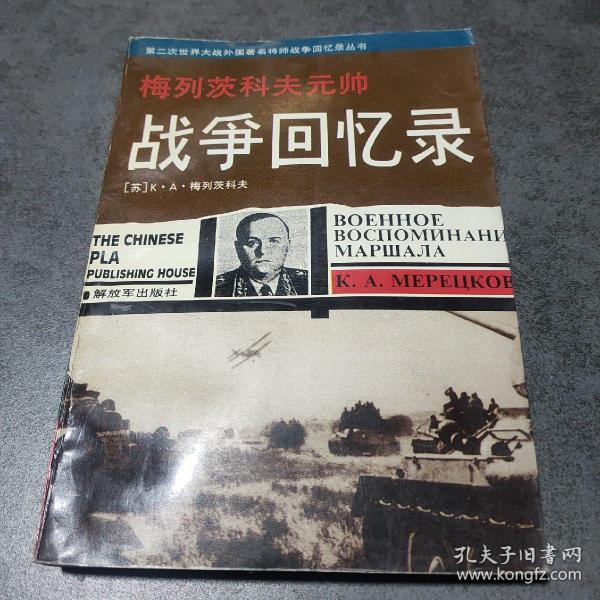 第二次世界大战外国著名将帅战争回忆录丛书
梅列茨科夫元帅
战争回忆录
[苏]K·A·梅列茨科夫
THE CHINESE
PLA
PUBLISHING HOUSE
解放军出版社
ВОЕННОЕ
ВОСПОМИНАНИ
МАРШАЛА
К. А. МЕРЕЦКОВ
孔夫子旧书网
www.kongfz.com